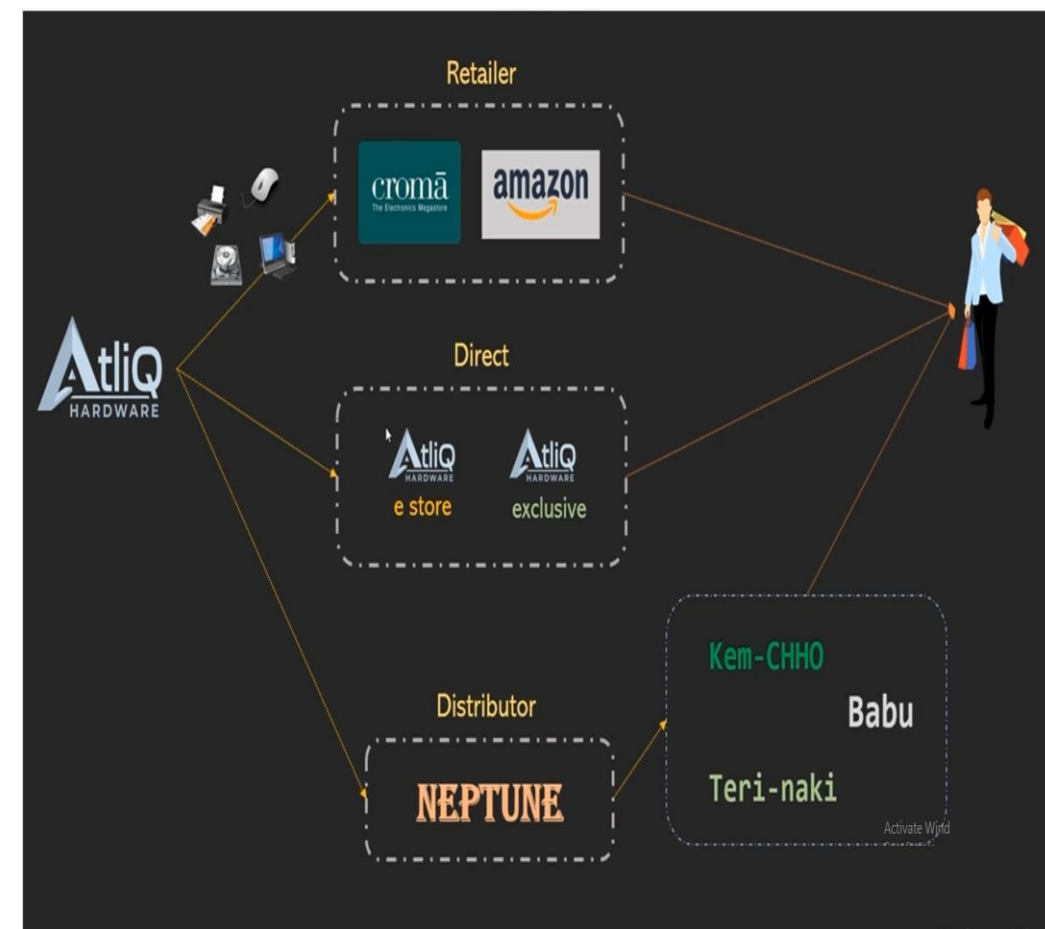 Retailer
cromā
The Electronics Megastore
amazon
AtliQ
HARDWARE
Direct
AtliQ
HARDWARE
e store
AtliQ
HARDWARE
exclusive
Distributor
NEPTUNE
Kem-CHHO
Babu
Teri-naki
Activate Wind